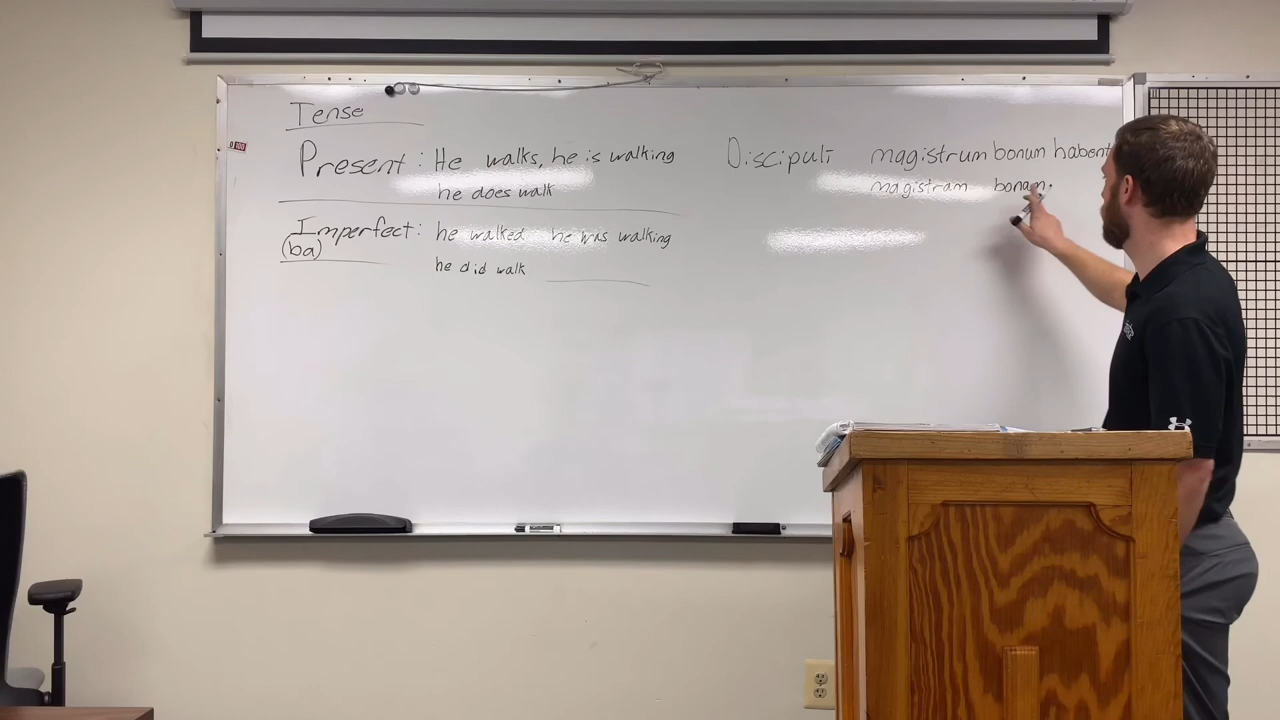 Tense
Present: He walks, he is walking
he does walk
Imperfect: he walked he was walking
(ba)
he did walk
Discipuli magistrum bonum habent
magistram bonam.